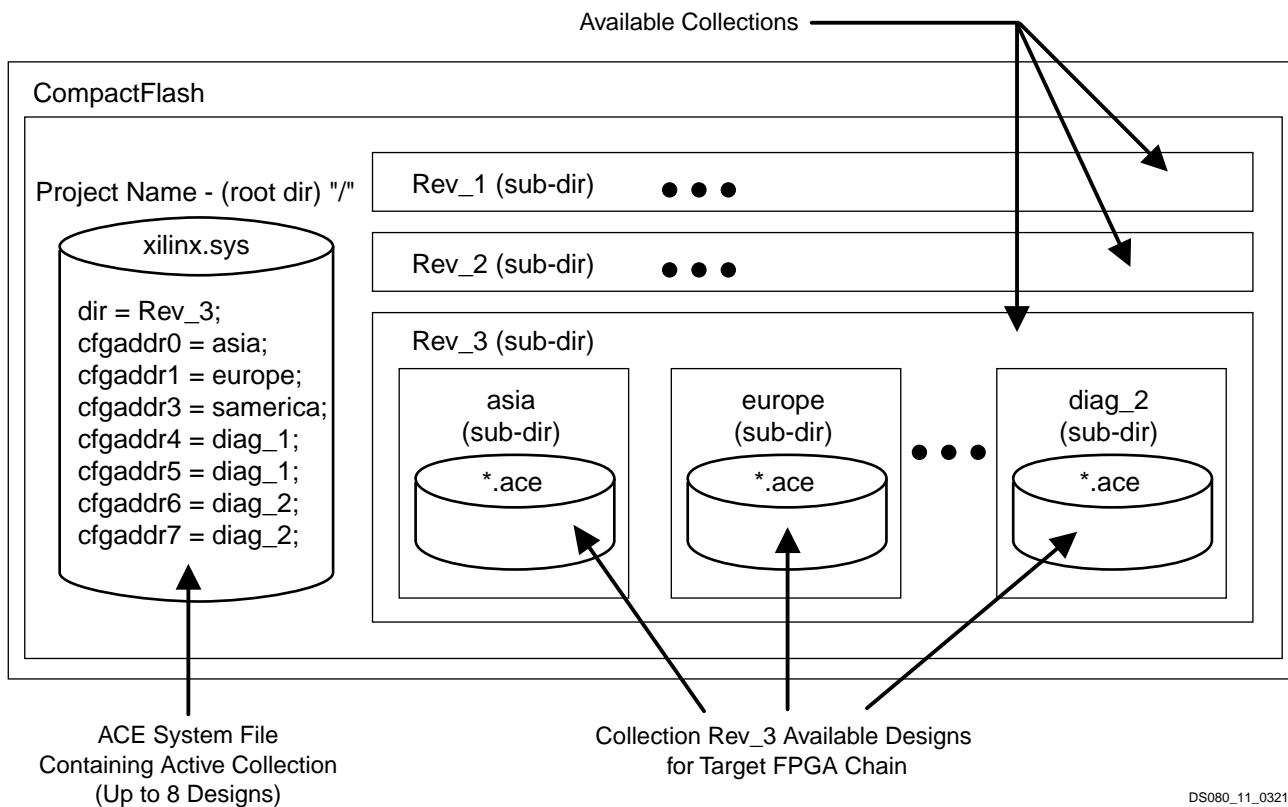 Available Collections
CompactFlash
Project Name - (root dir) "/"
xilinx.sys
dir = Rev_3;
cfgaddr0 = asia;
cfgaddr1 = europe;
cfgaddr3 = samerica;
cfgaddr4 = diag_1;
cfgaddr5 = diag_1;
cfgaddr6 = diag_2;
cfgaddr7 = diag_2;
Rev_1 (sub-dir)
Rev_2 (sub-dir)
Rev_3 (sub-dir)
asia
(sub-dir)
*.ace
europe
(sub-dir)
*.ace
diag_2
(sub-dir)
*.ace
ACE System File
Containing Active Collection
(Up to 8 Designs)
Collection Rev_3 Available Designs
for Target FPGA Chain
DS080_11_0321